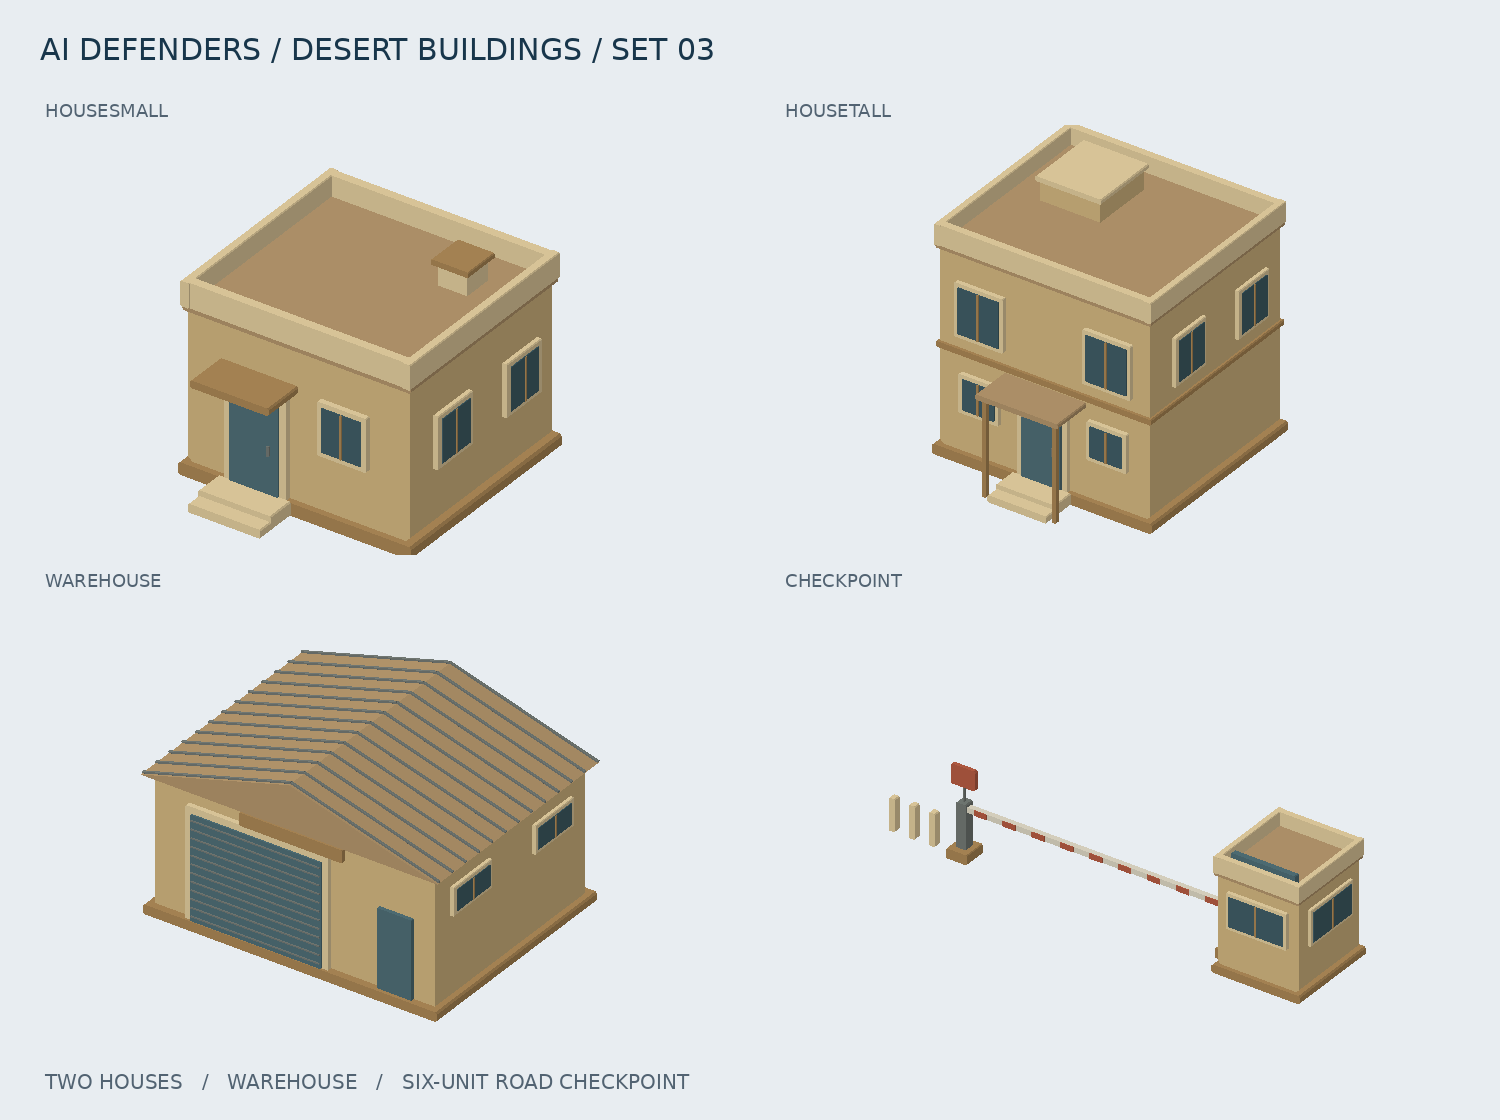 AI DEFENDERS / DESERT BUILDINGS / SET 03
HOUSESMALL
HOUSETALL
WAREHOUSE
CHECKPOINT
TWO HOUSES / WAREHOUSE / SIX-UNIT ROAD CHECKPOINT